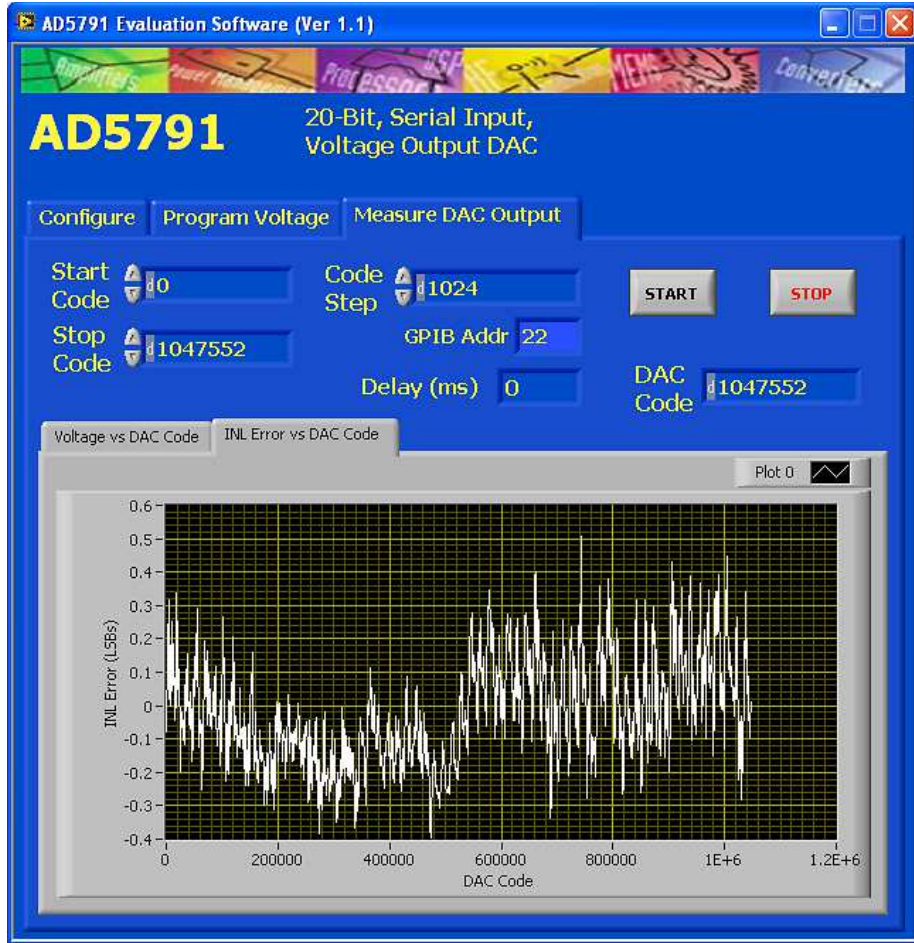 AD5791 Evaluation Software (Ver 1.1)
Amplifiers Power Management Processors DSP MEMS Converters
AD5791
20-Bit, Serial Input,
Voltage Output DAC
Configure Program Voltage Measure DAC Output
Start Code d 0
Code Step d 1024
START STOP
Stop Code d 1047552
GPIB Addr 22
Delay (ms) 0
DAC Code d 1047552
Voltage vs DAC Code INL Error vs DAC Code
Plot 0
INL Error (LSBs)
0.6
0.5
0.4
0.3
0.2
0.1
0
-0.1
-0.2
-0.3
-0.4
0 200000 400000 600000 800000 1E+6 1.2E+6
DAC Code